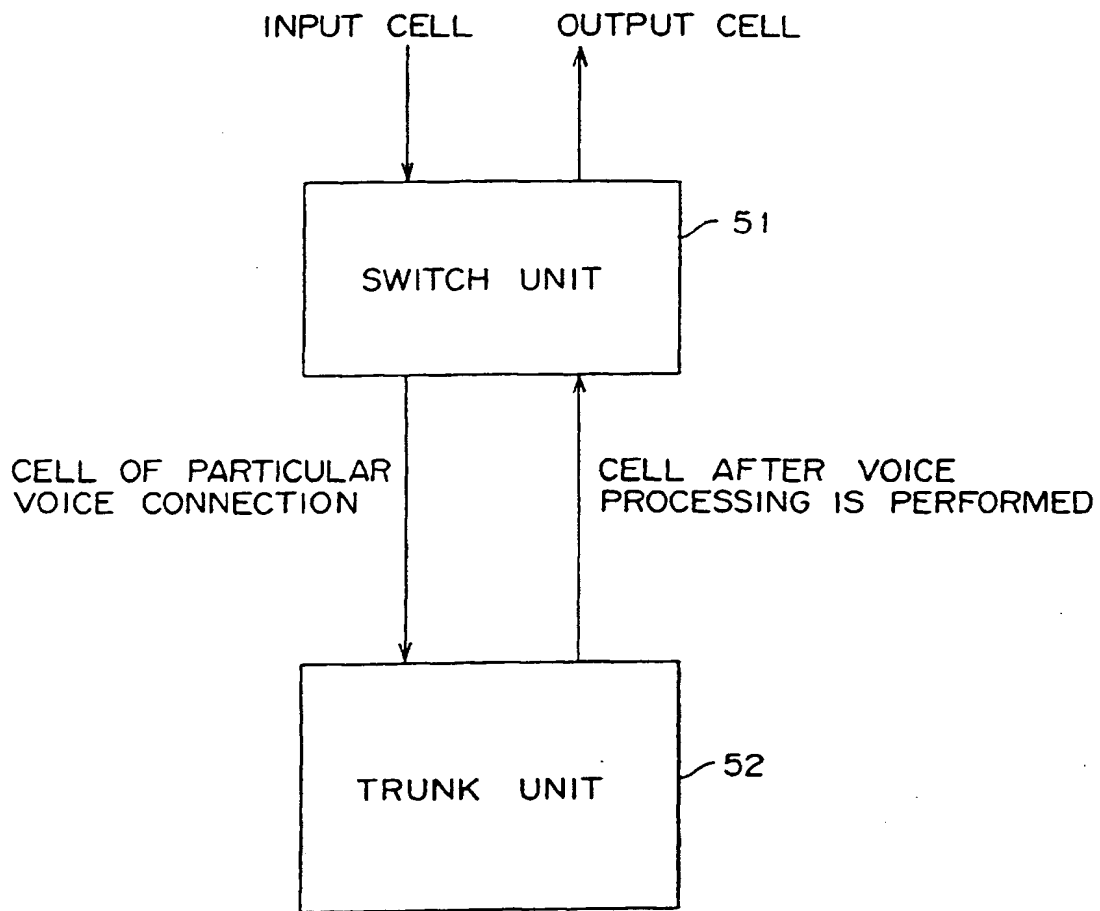 INPUT CELL
OUTPUT CELL
51
SWITCH UNIT
CELL OF PARTICULAR
VOICE CONNECTION
CELL AFTER VOICE
PROCESSING IS PERFORMED
52
TRUNK UNIT